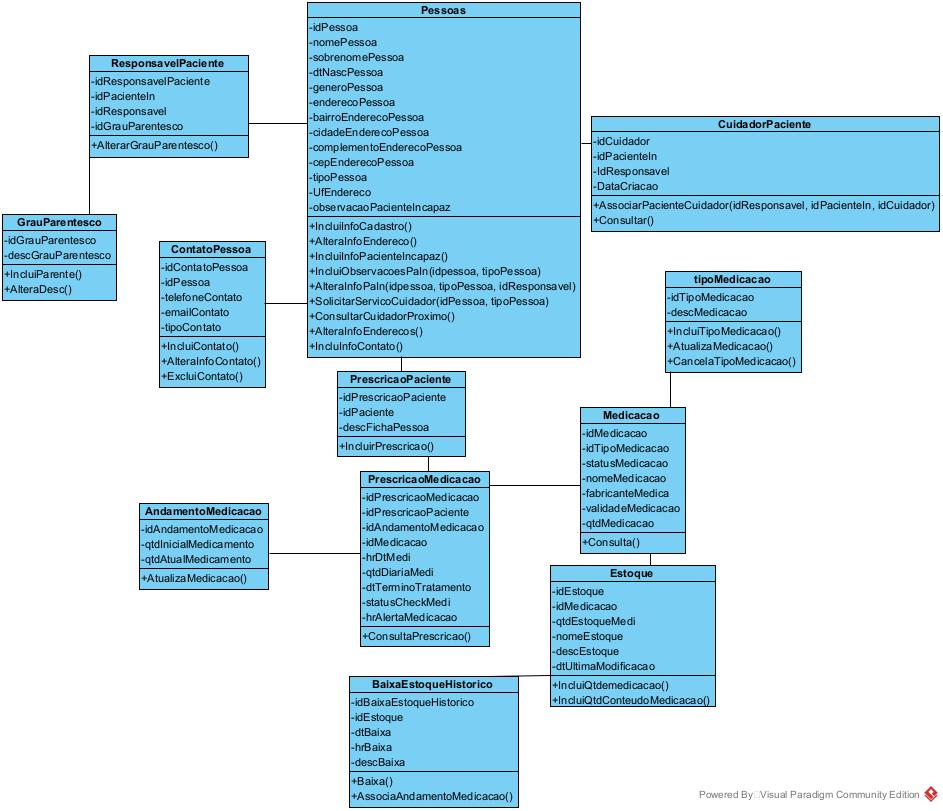 Pessoas
-idPessoa
-nomePessoa
-sobrenomePessoa
-dtNascPessoa
-generoPessoa
-enderecoPessoa
-bairroEnderecoPessoa
-cidadeEnderecoPessoa
-complementoEnderecoPessoa
-cepEnderecoPessoa
-tipoPessoa
-UfEndereco
-observacaoPacienteIncapaz
+IncluiInfoCadastro()
+AlteraInfoEndereco()
+IncluiInfoPacienteIncapaz()
+IncluiObservacoesPaIn(idpessoa, tipoPessoa)
+AlteraInfoPaIn(idpessoa, tipoPessoa, idResponsavel)
+SolicitarServicoCuidador(idPessoa, tipoPessoa)
+ConsultarCuidadorProximo()
+AlteraInfoEnderecos()
+IncluInfoContato()
ResponsavelPaciente
-idResponsavelPaciente
-idPacienteIn
-idResponsavel
-idGrauParentesco
+AlterarGrauParentesco()
CuidadorPaciente
-idCuidador
-idPacienteIn
-IdResponsavel
-DataCriacao
+AssociarPacienteCuidador(idResponsavel, idPacienteIn, idCuidador)
+Consultar()
GrauParentesco
-idGrauParentesco
-descGrauParentesco
+IncluiParente()
+AlteraDesc()
ContatoPessoa
-idContatoPessoa
-idPessoa
-telefoneContato
-emailContato
-tipoContato
+IncluiContato()
+AlteraInfoContato()
+ExcluiContato()
tipoMedicacao
-idTipoMedicacao
-descMedicacao
+IncluiTipoMedicacao()
+AtualizaMedicacao()
+CancelaTipoMedicacao()
PrescricaoPaciente
-idPrescricaoPaciente
-idPaciente
-descFichaPessoa
+IncluirPrescricao()
Medicacao
-idMedicacao
-idTipoMedicacao
-statusMedicacao
-nomeMedicacao
-fabricanteMedica
-validadeMedicacao
-qtdMedicacao
+Consulta()
PrescricaoMedicacao
-idPrescricaoMedicacao
-idPrescricaoPaciente
-idAndamentoMedicacao
-idMedicacao
-hrDtMedi
-qtdDiariaMedi
-dtTerminoTratamento
-statusCheckMedi
-hrAlertaMedicacao
+ConsultaPrescricao()
AndamentoMedicacao
-idAndamentoMedicacao
-qtdInicialMedicamento
-qtdAtualMedicamento
+AtualizaMedicacao()
Estoque
-idEstoque
-idMedicacao
-qtdEstoqueMedi
-nomeEstoque
-descEstoque
-dtUltimaModificacao
+IncluiQtdemedicacao()
+IncluiQtdConteudoMedicacao()
BaixaEstoqueHistorico
-idBaixaEstoqueHistorico
-idEstoque
-dtBaixa
-hrBaixa
-descBaixa
+Baixa()
+AssociaAndamentoMedicacao()
Powered By□Visual Paradigm Community Edition